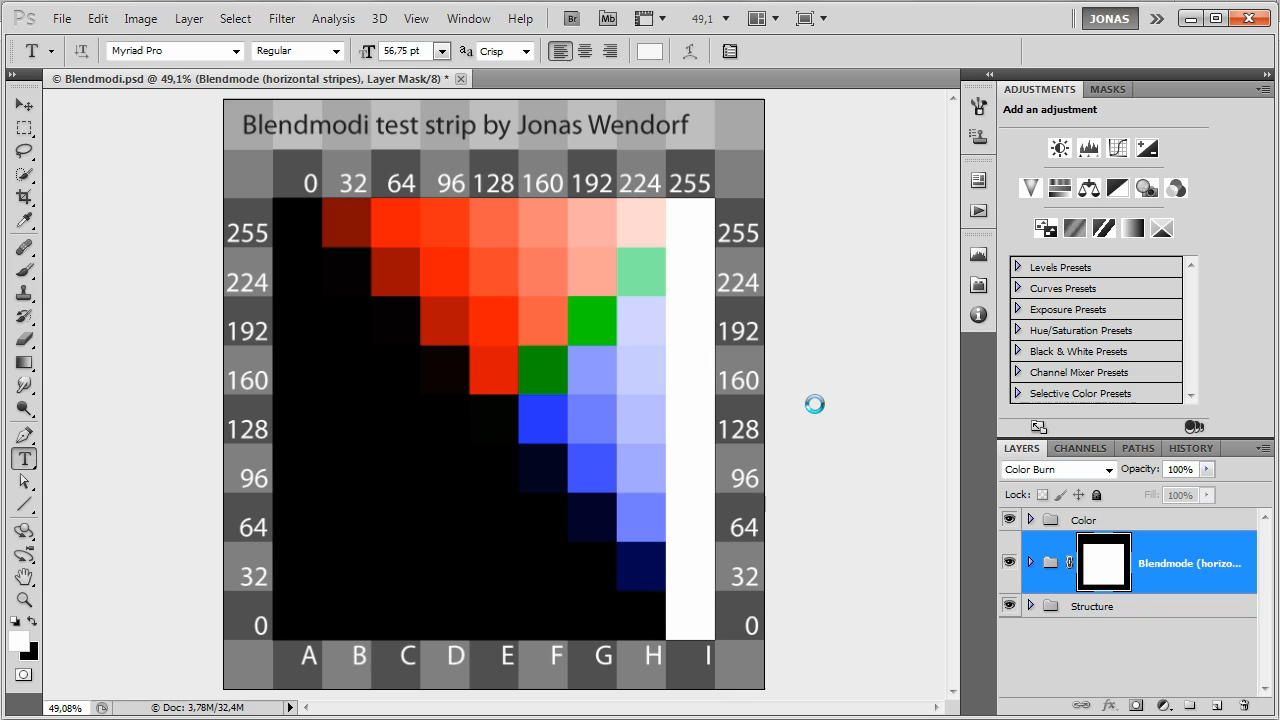 Ps File Edit Image Layer Select Filter Analysis 3D View Window Help Br Mb 49,1 JONAS
T T Myriad Pro Regular T 56,75 pt aa Crisp
© Blendmodi.psd @ 49,1% (Blendmode (horizontal stripes), Layer Mask/8) *
Blendmodi test strip by Jonas Wendorf
0 32 64 96 128 160 192 224 255
255 255
224 224
192 192
160 160
128 128
96 96
64 64
32 32
0 0
A B C D E F G H I
49,08% © Doc: 3,78M/32,4M
ADJUSTMENTS MASKS
Add an adjustment
Levels Presets
Curves Presets
Exposure Presets
Hue/Saturation Presets
Black & White Presets
Channel Mixer Presets
Selective Color Presets
LAYERS CHANNELS PATHS HISTORY
Color Burn Opacity: 100%
Lock: Fill: 100%
Color
Blendmode (horizo...
Structure